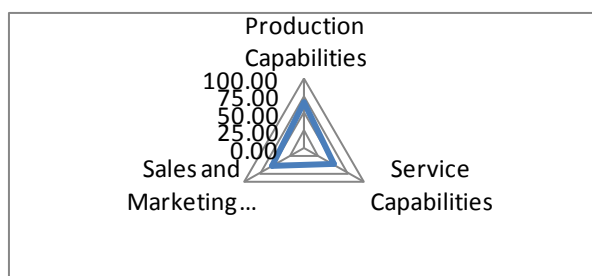 Production
Capabilities
100.00
75.00
50.00
25.00
0.00
Sales and
Marketing ...
Service
Capabilities